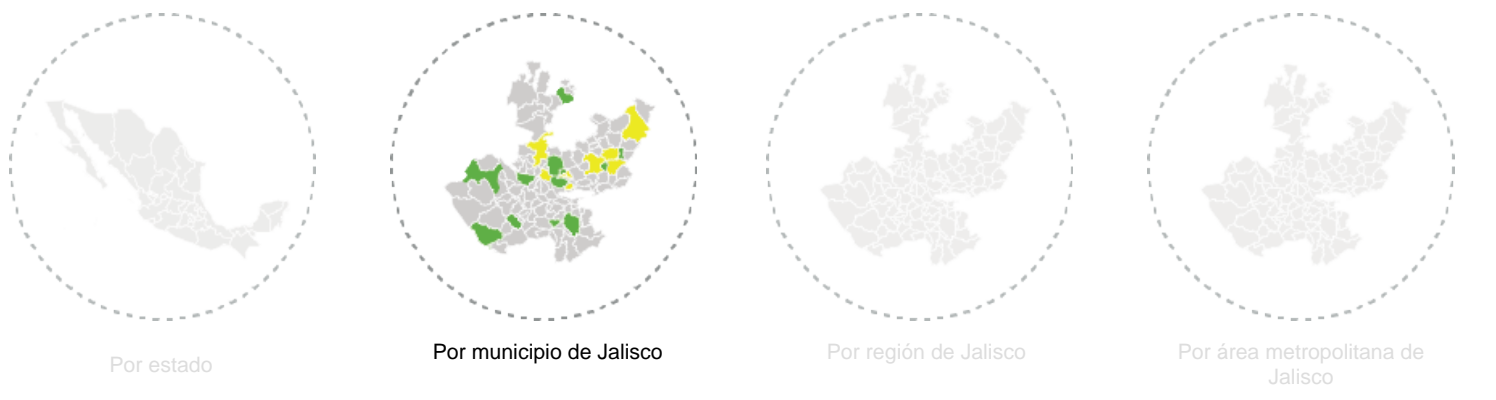 Por estado
Por municipio de Jalisco
Por región de Jalisco
Por área metropolitana de
Jalisco